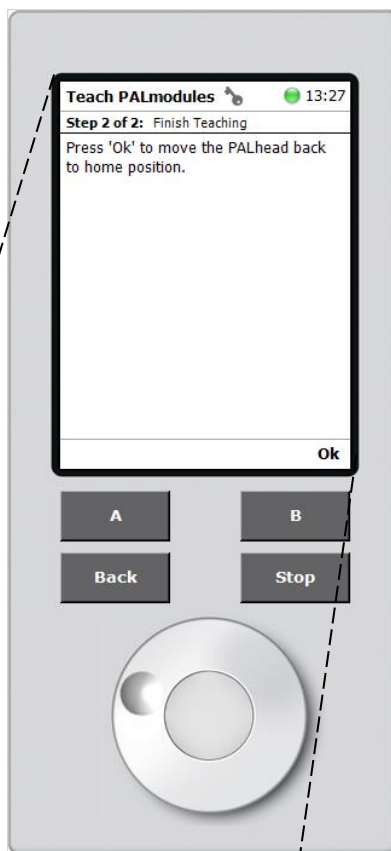 Teach PALmodules 13:27
Step 2 of 2: Finish Teaching
Press 'Ok' to move the PALhead back
to home position.
Ok
A B
Back Stop